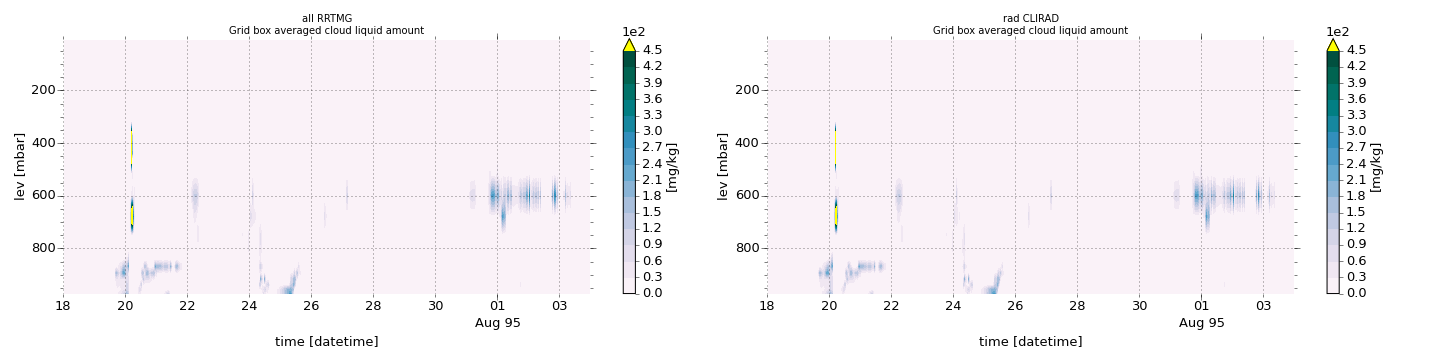 all RRTMG
Grid box averaged cloud liquid amount
1e2
4.5
4.2
3.9
3.6
3.3
3.0
2.7
2.4
2.1
1.8
1.5
1.2
0.9
0.6
0.3
0.0
[mg/kg]
lev [mbar]
200
400
600
800
18 20 22 24 26 28 30 01 03
Aug 95
time [datetime]
rad CLIRAD
Grid box averaged cloud liquid amount
1e2
4.5
4.2
3.9
3.6
3.3
3.0
2.7
2.4
2.1
1.8
1.5
1.2
0.9
0.6
0.3
0.0
[mg/kg]
lev [mbar]
200
400
600
800
18 20 22 24 26 28 30 01 03
Aug 95
time [datetime]